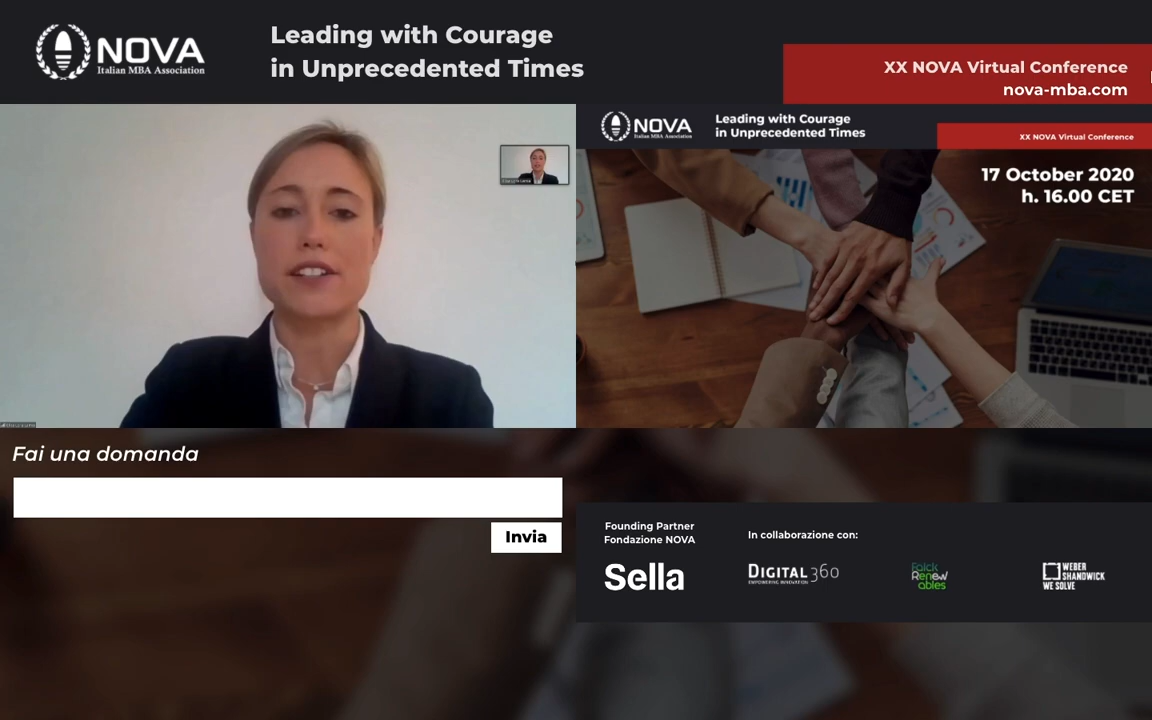 NOVA
Italian MBA Association
Leading with Courage
in Unprecedented Times
XX NOVA Virtual Conference
nova-mba.com
NOVA
Italian MBA Association
Leading with Courage
in Unprecedented Times
XX NOVA Virtual Conference
17 October 2020
h. 16.00 CET
Fai una domanda
Invia
Founding Partner
Fondazione NOVA
In collaborazione con:
Sella
DIGITAL360
EMPOWERING INNOVATION
Falck
Renew
ables
WEBER
SHANDWICK
WE SOLVE